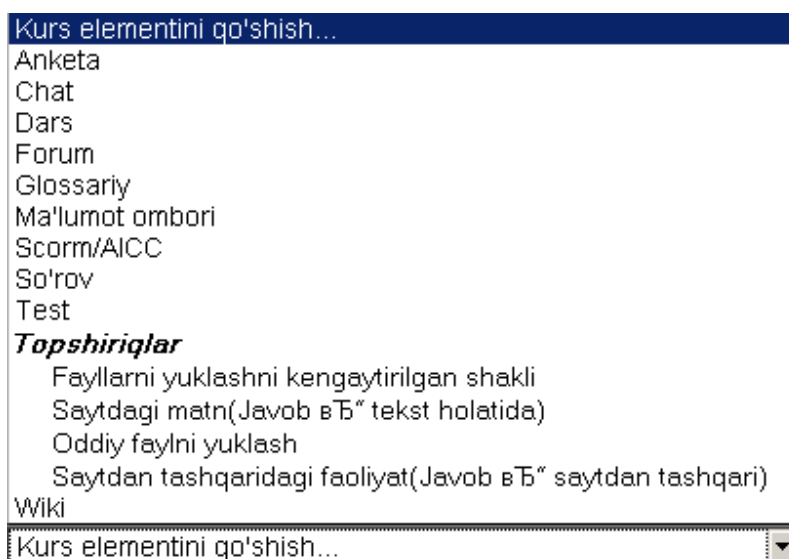 Kurs elementini qo'shish...
Anketa
Chat
Dars
Forum
Glossariy
Ma'lumot ombori
Scorm/AICC
So'rov
Test
Topshiriqlar
Fayllarni yuklashni kengaytirilgan shakli
Saytdagi matn(Javob вЂ“ tekst holatida)
Oddiy faylni yuklash
Saytdan tashqaridagi faoliyat(Javob вЂ“ saytdan tashqari)
Wiki
Kurs elementini qo'shish...